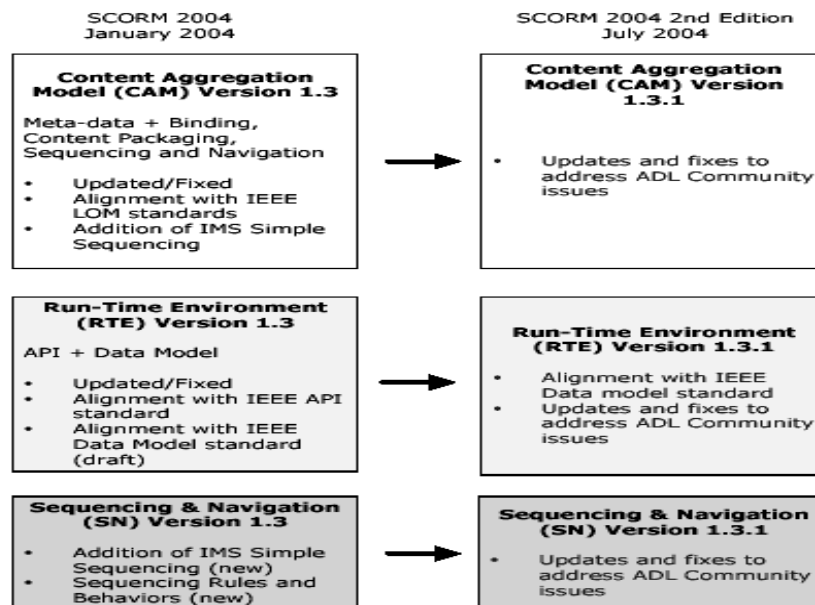 SCORM 2004
January 2004
Content Aggregation
Model (CAM) Version 1.3
Meta-data + Binding,
Content Packaging,
Sequencing and Navigation
• Updated/Fixed
• Alignment with IEEE
LOM standards
• Addition of IMS Simple
Sequencing
Run-Time Environment
(RTE) Version 1.3
API + Data Model
• Updated/Fixed
• Alignment with IEEE API
standard
• Alignment with IEEE
Data Model standard
(draft)
Sequencing & Navigation
(SN) Version 1.3
• Addition of IMS Simple
Sequencing (new)
• Sequencing Rules and
Behaviors (new)
SCORM 2004 2nd Edition
July 2004
Content Aggregation
Model (CAM) Version
1.3.1
• Updates and fixes to
address ADL Community
issues
Run-Time Environment
(RTE) Version 1.3.1
• Alignment with IEEE
Data model standard
• Updates and fixes to
address ADL Community
issues
Sequencing & Navigation
(SN) Version 1.3.1
• Updates and fixes to
address ADL Community
issues